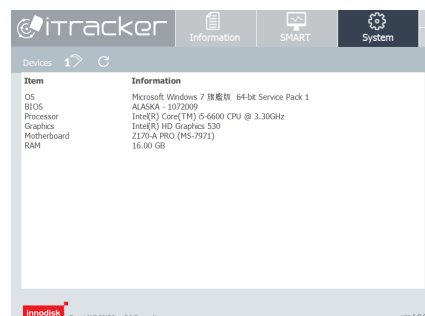 iTracker
Information
SMART
System
Devices 1
Item Information
OS Microsoft Windows 7 旗艦版 64-bit Service Pack 1
BIOS ALASKA - 1072009
Processor Intel(R) Core(TM) i5-6600 CPU @ 3.30GHz
Graphics Intel(R) HD Graphics 530
Motherboard Z170-A PRO (MS-7971)
RAM 16.00 GB
innodisk